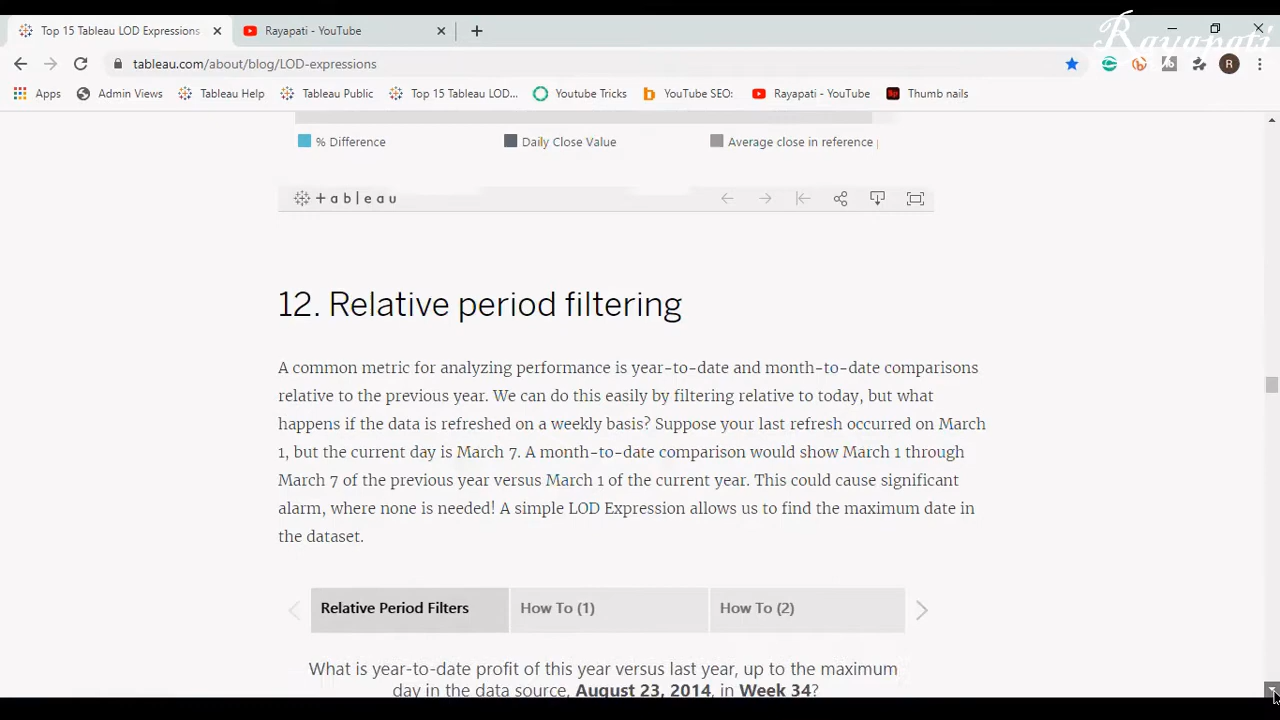 Rayapati
Top 15 Tableau LOD Expressions
Rayapati - YouTube
tableau.com/about/blog/LOD-expressions
R
Apps
Admin Views
Tableau Help
Tableau Public
Top 15 Tableau LOD...
Youtube Tricks
YouTube SEO:
Rayapati - YouTube
Thumb nails
% Difference
Daily Close Value
Average close in reference
+ a b l e a u
12. Relative period filtering
A common metric for analyzing performance is year-to-date and month-to-date comparisons
relative to the previous year. We can do this easily by filtering relative to today, but what
happens if the data is refreshed on a weekly basis? Suppose your last refresh occurred on March
1, but the current day is March 7. A month-to-date comparison would show March 1 through
March 7 of the previous year versus March 1 of the current year. This could cause significant
alarm, where none is needed! A simple LOD Expression allows us to find the maximum date in
the dataset.
Relative Period Filters
How To (1)
How To (2)
What is year-to-date profit of this year versus last year, up to the maximum
day in the data source, August 23, 2014, in Week 34?